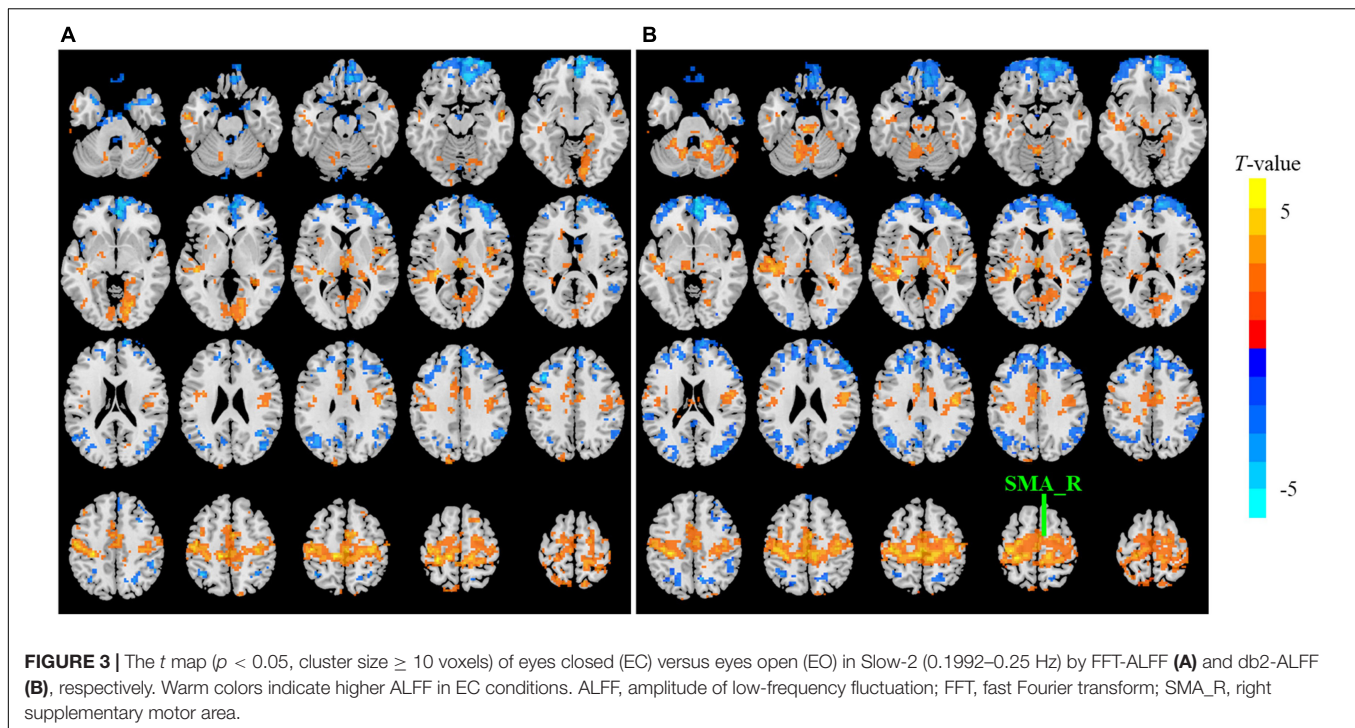 A
B
T-value
5
-5
SMA_R
FIGURE 3 | The t map (p < 0.05, cluster size ≥ 10 voxels) of eyes closed (EC) versus eyes open (EO) in Slow-2 (0.1992–0.25 Hz) by FFT-ALFF (A) and db2-ALFF
(B), respectively. Warm colors indicate higher ALFF in EC conditions. ALFF, amplitude of low-frequency fluctuation; FFT, fast Fourier transform; SMA_R, right
supplementary motor area.